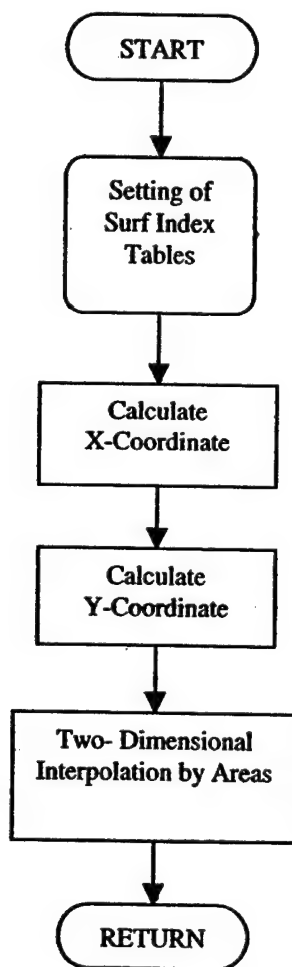 START
Setting of
Surf Index
Tables
Calculate
X-Coordinate
Calculate
Y-Coordinate
Two- Dimensional
Interpolation by Areas
RETURN